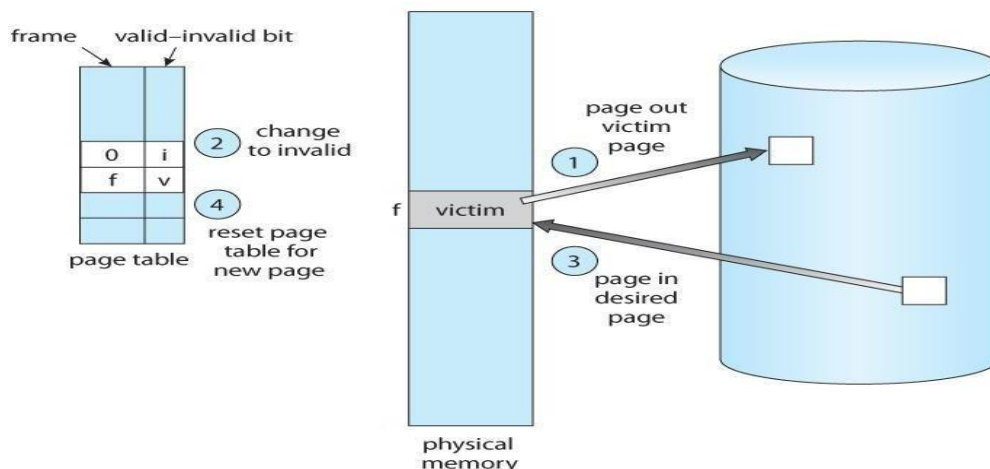 frame
valid–invalid bit
0 i
f v
2
change
to invalid
4
reset page
table for
new page
page table
f
victim
physical
memory
page out
victim
page
1
3
page in
desired
page